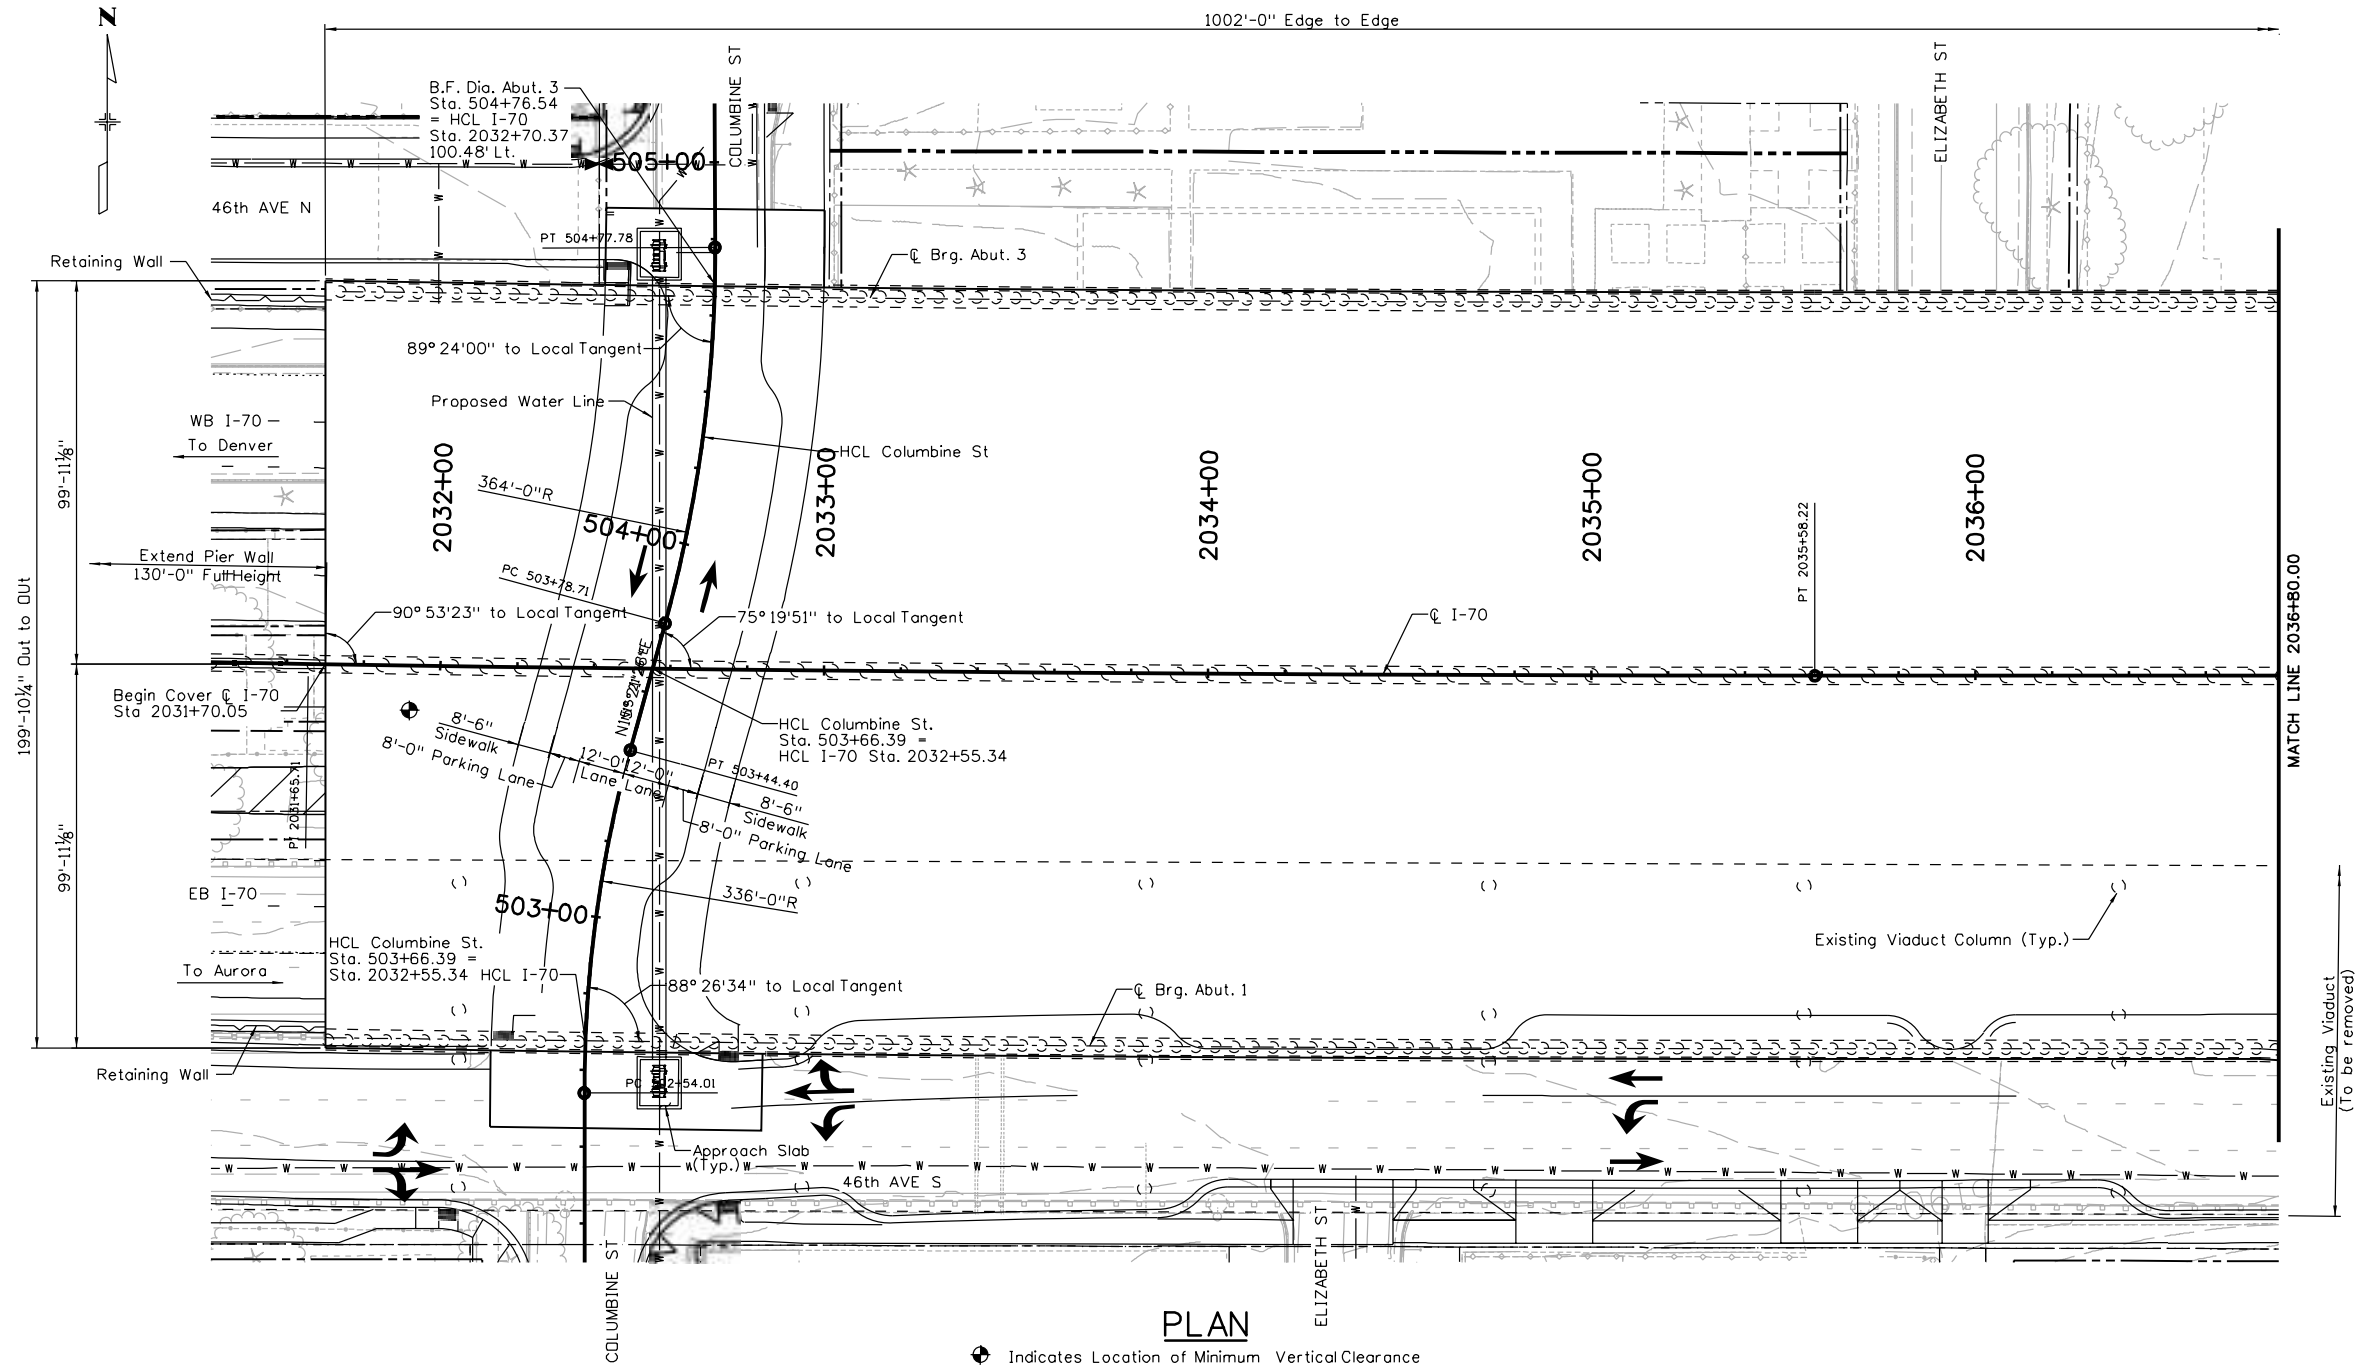 N
1002'-0" Edge to Edge
COLUMBINE ST
ELIZABETH ST
B.F. Dia. Abut. 3
Sta. 504+76.54
= HCL I-70
Sta. 2032+70.37
100.48' Lt.
505+00
46th AVE N
PT 504+77.78
Retaining Wall
℄ Brg. Abut. 3
89°24'00" to Local Tangent
Proposed Water Line
WB I-70
To Denver
HCL Columbine St
99'-11⅛"
364'-0"R
504+00
2032+00
2033+00
2034+00
2035+00
2036+00
PT 2035+58.22
Extend Pier Wall
130'-0" Full Height
PC 503+78.71
90°53'23" to Local Tangent
75°19'51" to Local Tangent
℄ I-70
199'-10¼" Out to OUt
MATCH LINE 2036+80.00
Begin Cover ℄ I-70
Sta 2031+70.05
HCL Columbine St.
Sta. 503+66.39 =
HCL I-70 Sta. 2032+55.34
8'-6"
Sidewalk
8'-0" Parking Lane
12'-0"
Lane
12'-0"
Lane
PT 503+44.40
8'-6"
Sidewalk
8'-0" Parking Lane
PT 2031+65.71
99'-11⅛"
EB I-70
336'-0"R
503+00
HCL Columbine St.
Sta. 503+66.39 =
Sta. 2032+55.34 HCL I-70
To Aurora
88°26'34" to Local Tangent
℄ Brg. Abut. 1
Existing Viaduct Column (Typ.)
Existing Viaduct
(To be removed)
Retaining Wall
PC 502+54.01
Approach Slab
(Typ.)
46th AVE S
COLUMBINE ST
ELIZABETH ST
PLAN
Indicates Location of Minimum Vertical Clearance